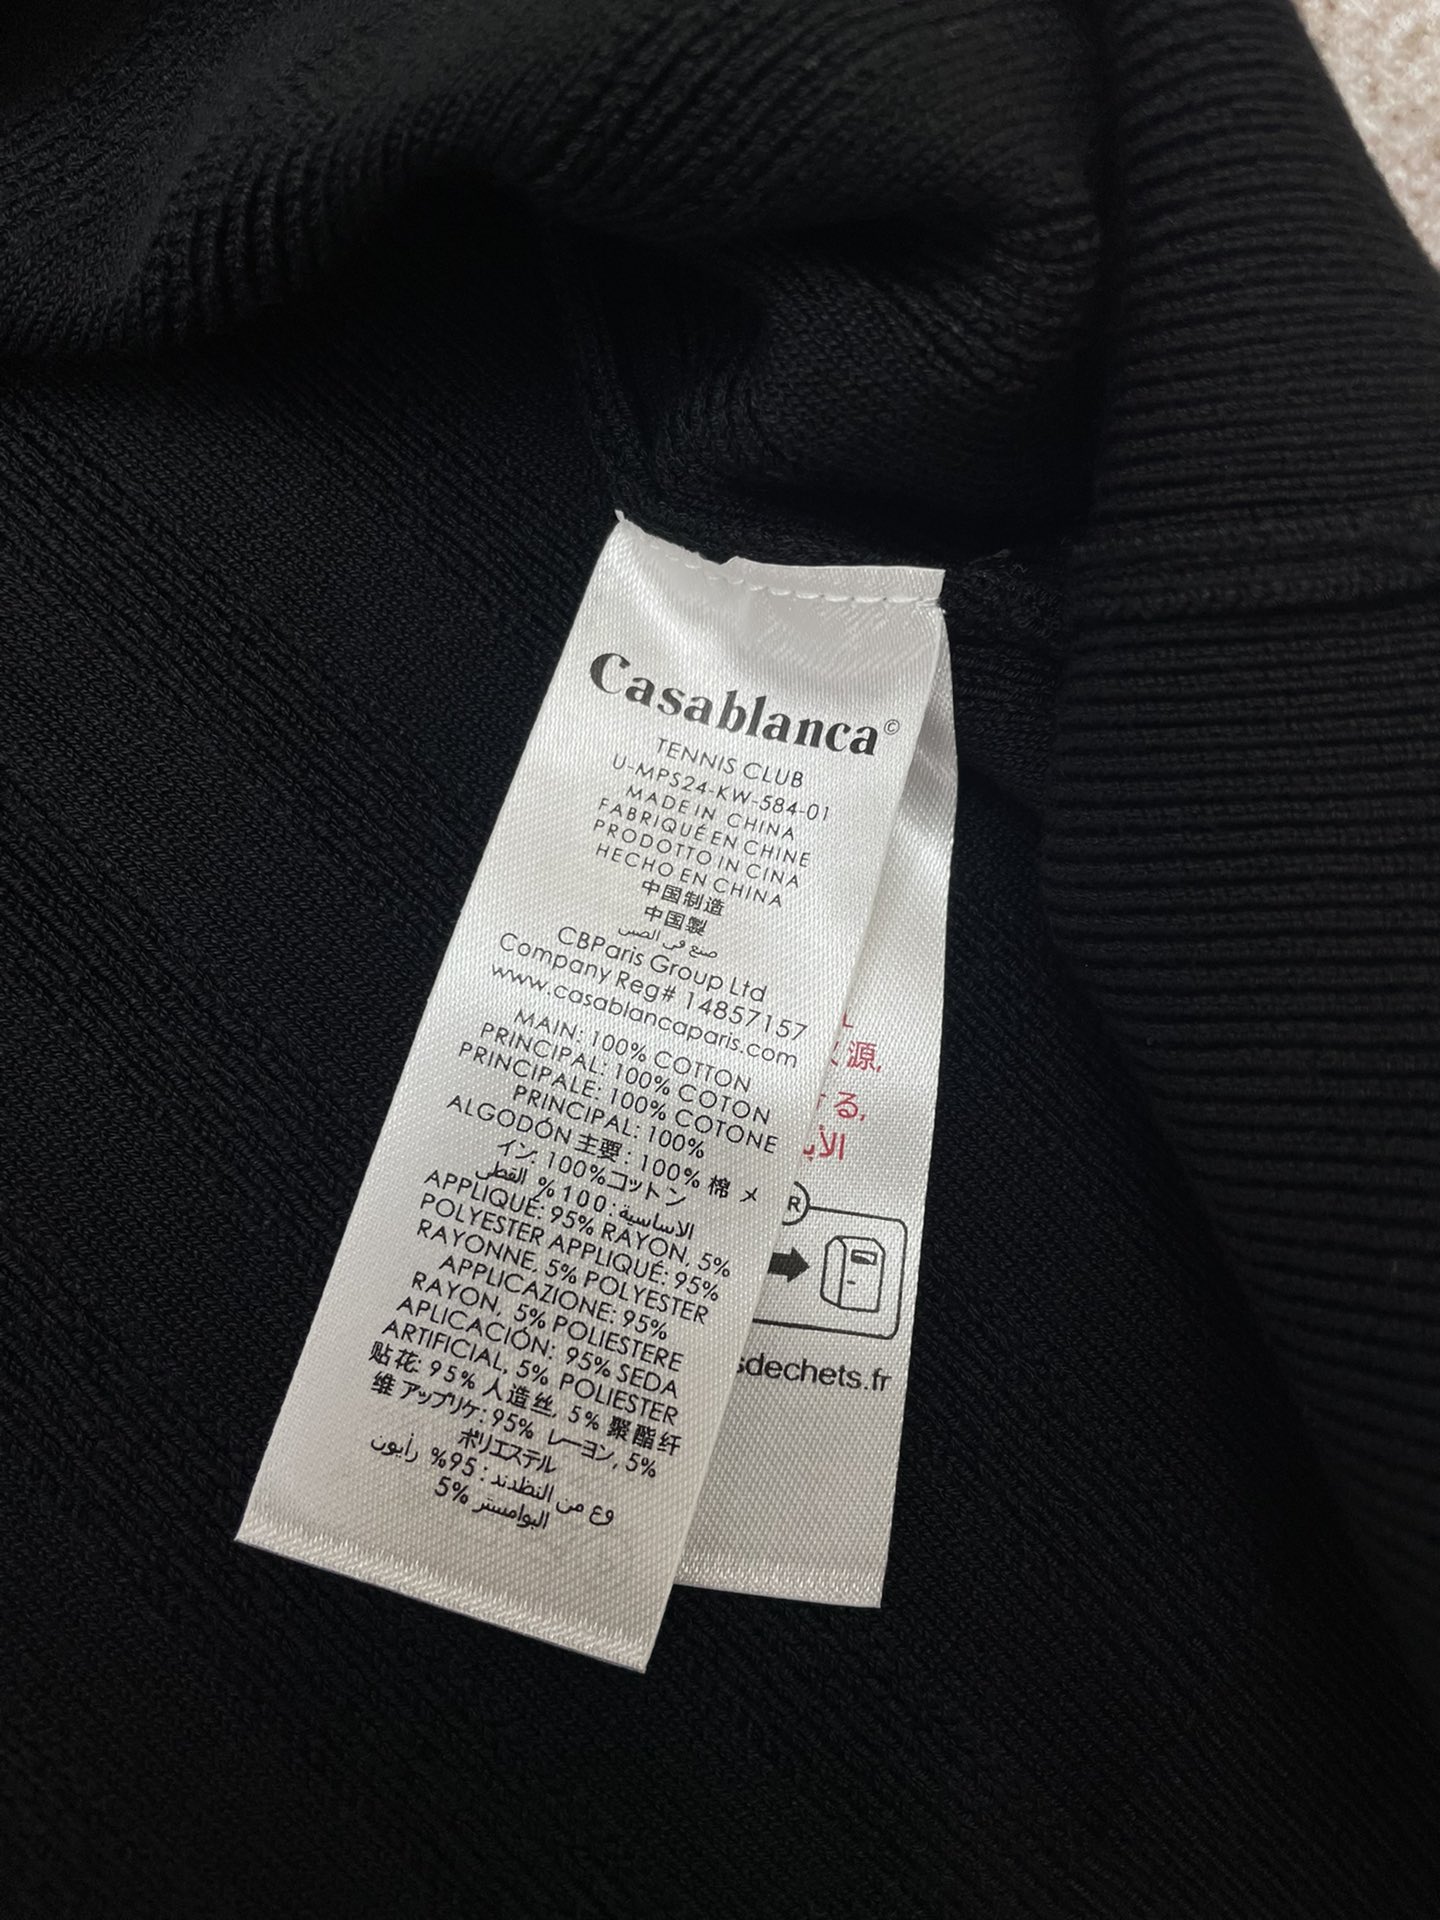 Casablanca©
TENNIS CLUB
U-MPS24-KW-584-01
MADE IN CHINA
FABRIQUÉ EN CHINE
PRODOTTO IN CINA
HECHO EN CHINA
中国制造
中国製
صنع في الصس
CBParis Group Ltd
Company Reg# 14857157
www.casablancaparis.com
MAIN: 100% COTTON
PRINCIPAL: 100% COTON
PRINCIPALE: 100% COTONE
PRINCIPAL: 100%
ALGODÓN 主要: 100% 棉 メ
イン: 100%コットン
الاساسية: 100 % القطى
APPLIQUE: 95% RAYON, 5%
POLYESTER APPLIQUÉ: 95%
RAYONNE, 5% POLYESTER
APPLICAZIONE: 95%
RAYON, 5% POLIESTERE
APLICACIÓN: 95% SEDA
ARTIFICIAL, 5% POLIESTER
贴花: 95% 人造丝, 5% 聚酯纤
维 アップリケ: 95% レーヨン, 5%
ポリエステル
وع من النظدند: 95% رأيون
البوامستر 5%
源,
する,
R
sdechets.fr